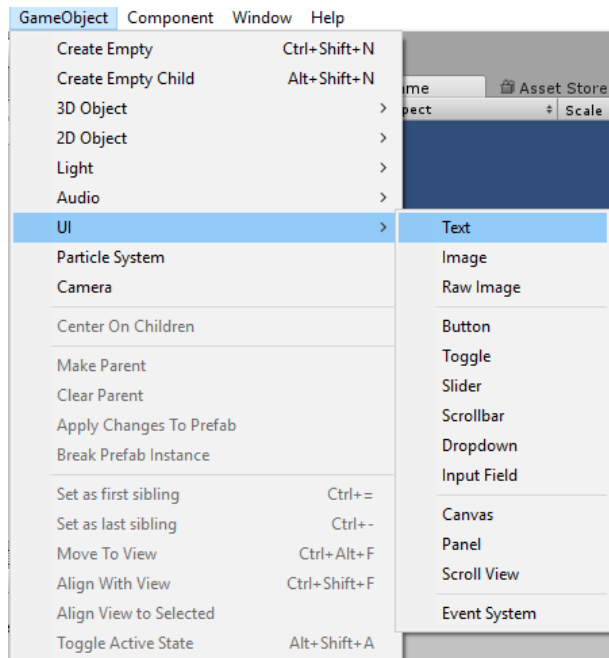 GameObject Component Window Help
Create Empty Ctrl+Shift+N
Create Empty Child Alt+Shift+N
3D Object >
2D Object >
Light >
Audio >
UI >
Particle System
Camera
Center On Children
Make Parent
Clear Parent
Apply Changes To Prefab
Break Prefab Instance
Set as first sibling Ctrl+=
Set as last sibling Ctrl+-
Move To View Ctrl+Alt+F
Align With View Ctrl+Shift+F
Align View to Selected
Toggle Active State Alt+Shift+A
Text
Image
Raw Image
Button
Toggle
Slider
Scrollbar
Dropdown
Input Field
Canvas
Panel
Scroll View
Event System
me Asset Store
pect Scale